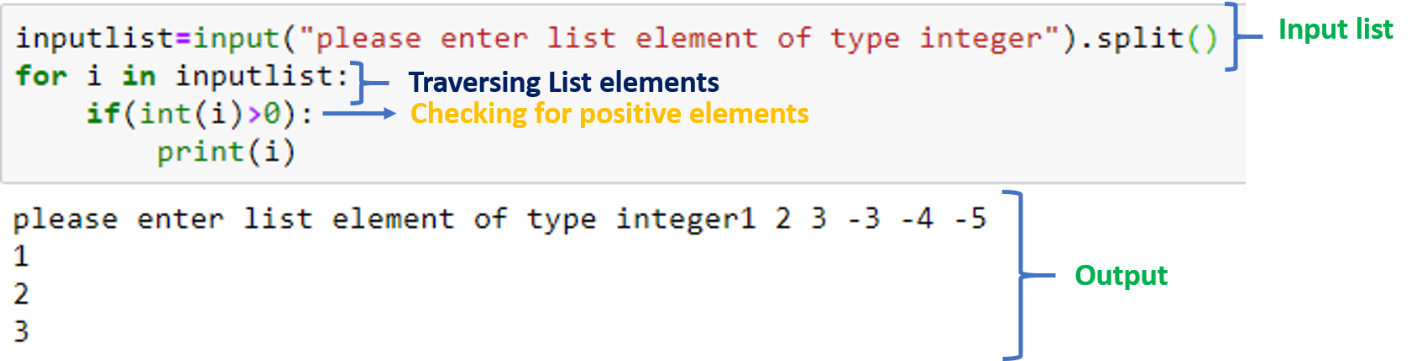 inputlist=input("please enter list element of type integer").split()
Input list
for i in inputlist:
Traversing List elements
    if(int(i)>0):
Checking for positive elements
        print(i)
please enter list element of type integer1 2 3 -3 -4 -5
1
2
3
Output